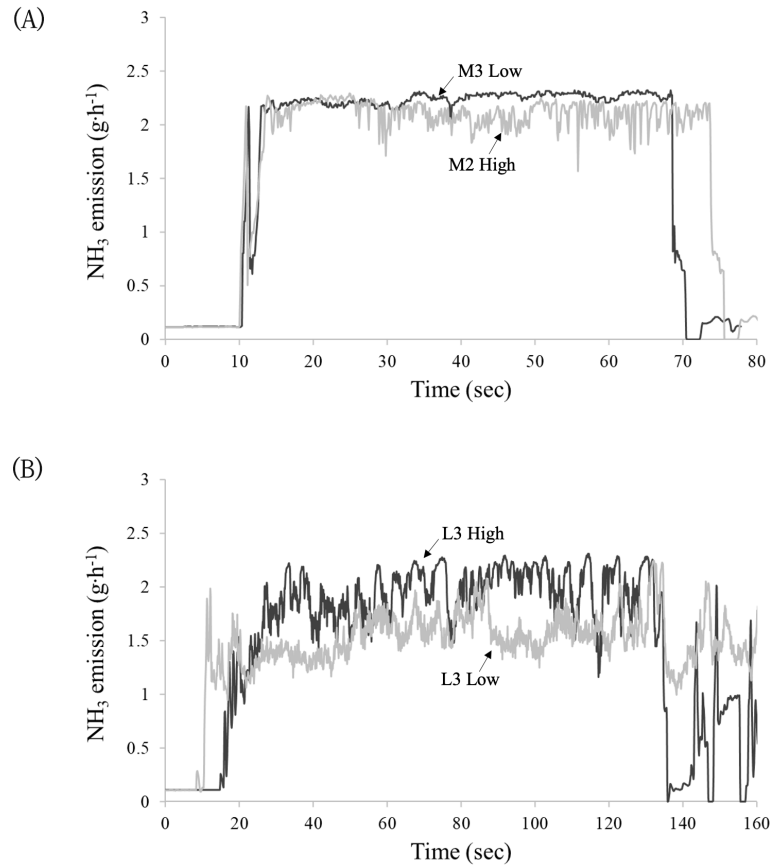 (A)
3
2.5
2
1.5
1
0.5
0
NH₃ emission (g·h⁻¹)
M3 Low
M2 High
0 10 20 30 40 50 60 70 80
Time (sec)
(B)
3
2.5
2
1.5
1
0.5
0
NH₃ emission (g·h⁻¹)
L3 High
L3 Low
0 20 40 60 80 100 120 140 160
Time (sec)